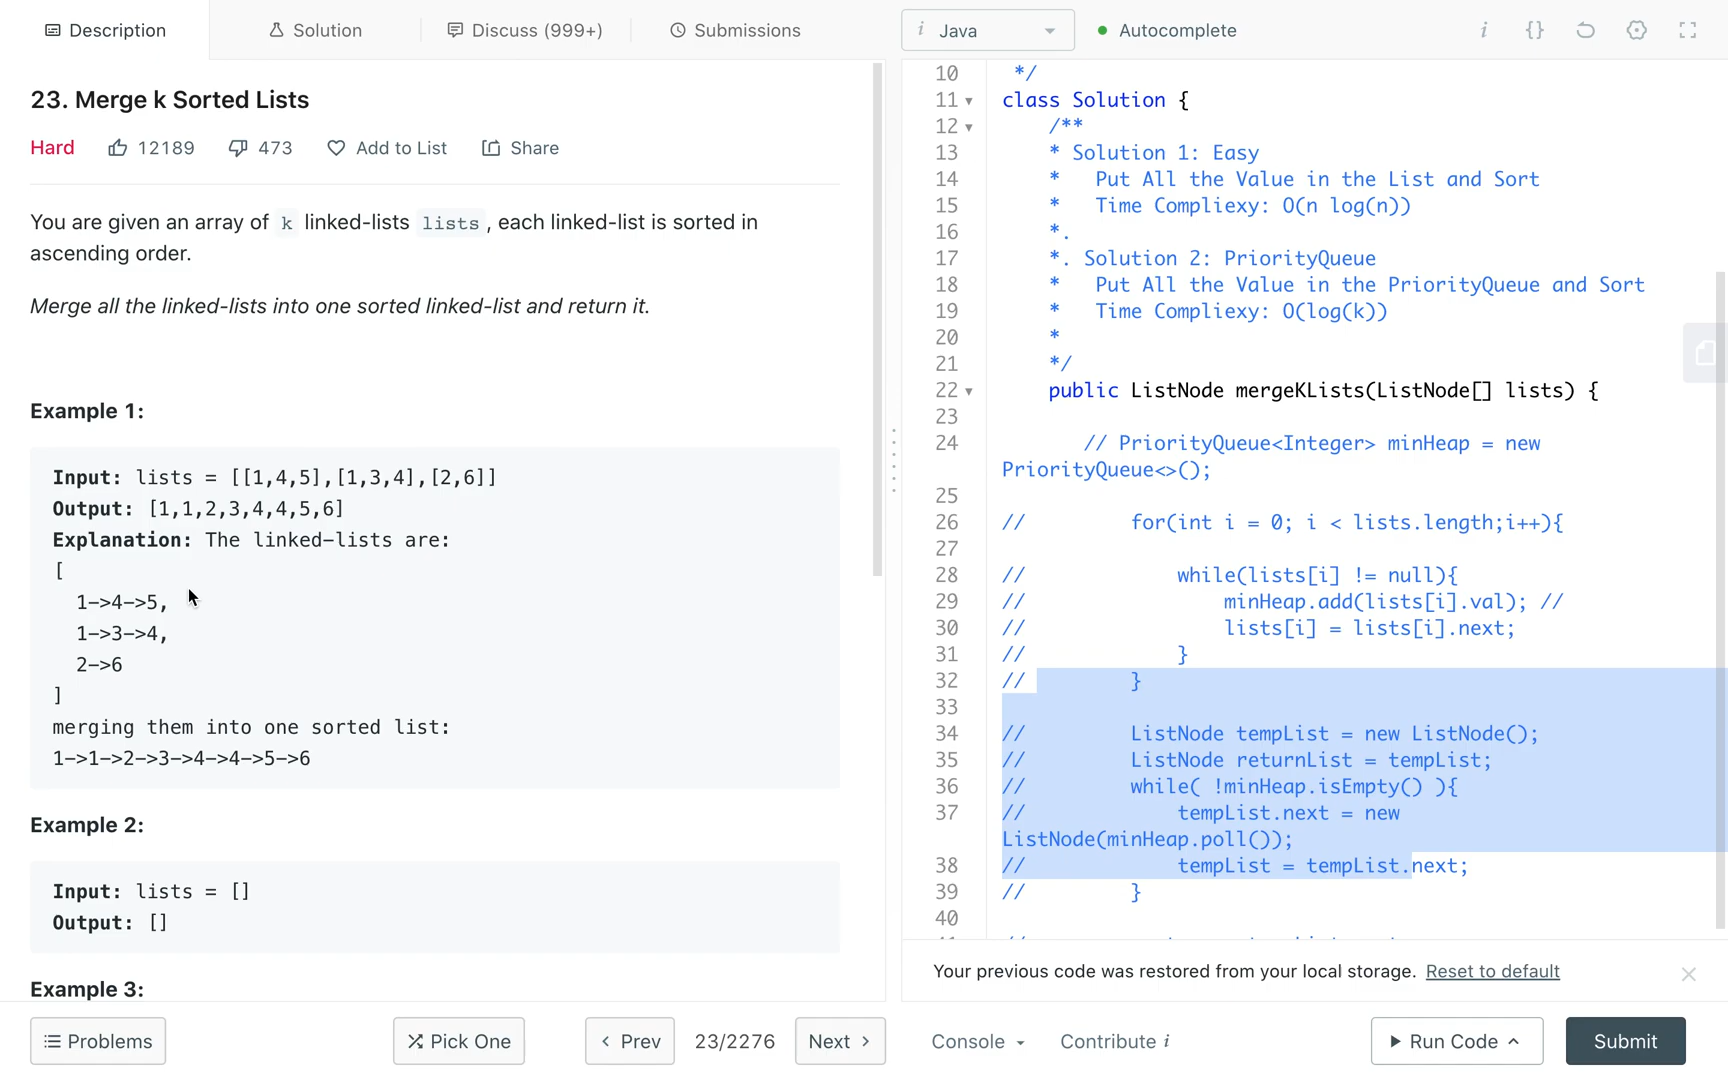 Description
Solution
Discuss (999+)
Submissions
i Java
Autocomplete
i {}
23. Merge k Sorted Lists
Hard 12189 473 Add to List Share
You are given an array of k linked-lists lists , each linked-list is sorted in
ascending order.
Merge all the linked-lists into one sorted linked-list and return it.
Example 1:
Input: lists = [[1,4,5],[1,3,4],[2,6]]
Output: [1,1,2,3,4,4,5,6]
Explanation: The linked-lists are:
[
1->4->5,
1->3->4,
2->6
]
merging them into one sorted list:
1->1->2->3->4->4->5->6
Example 2:
Input: lists = []
Output: []
Example 3:
10 */
11 class Solution {
12 /**
13 * Solution 1: Easy
14 * Put All the Value in the List and Sort
15 * Time Compliexy: O(n log(n))
16 *.
17 *. Solution 2: PriorityQueue
18 * Put All the Value in the PriorityQueue and Sort
19 * Time Compliexy: O(log(k))
20 *
21 */
22 public ListNode mergeKLists(ListNode[] lists) {
23
24 // PriorityQueue<Integer> minHeap = new
PriorityQueue<>();
25
26 // for(int i = 0; i < lists.length;i++){
27
28 // while(lists[i] != null){
29 // minHeap.add(lists[i].val); //
30 // lists[i] = lists[i].next;
31 // }
32 // }
33
34 // ListNode tempList = new ListNode();
35 // ListNode returnList = tempList;
36 // while( !minHeap.isEmpty() ){
37 // tempList.next = new
ListNode(minHeap.poll());
38 // tempList = tempList.next;
39 // }
40
Your previous code was restored from your local storage. Reset to default
Problems
Pick One
Prev
23/2276
Next
Console
Contribute i
Run Code
Submit